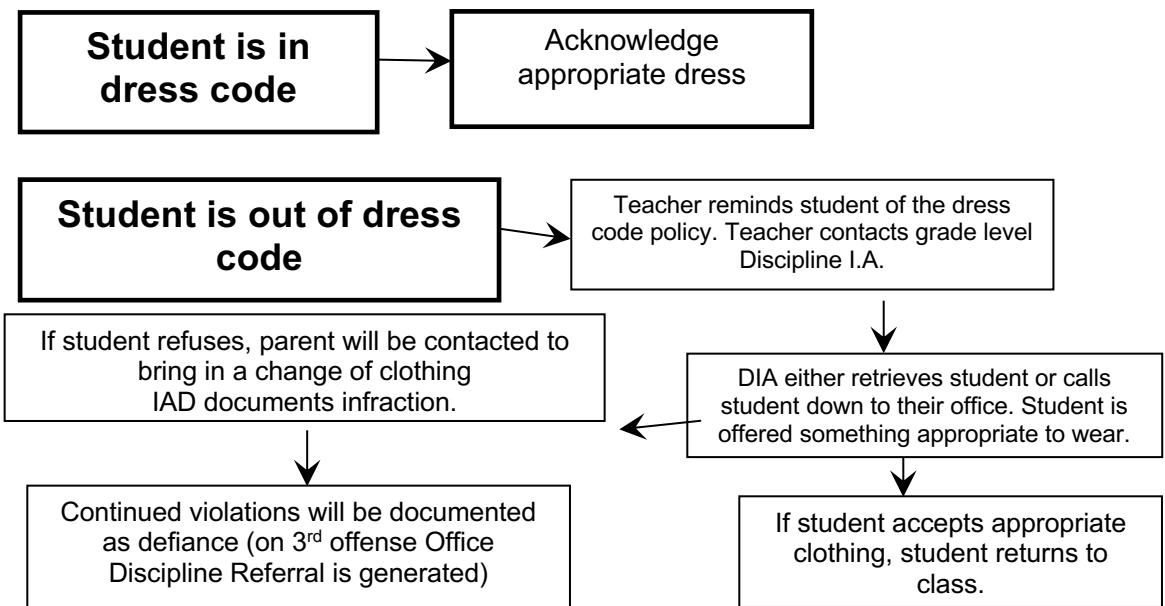 Student is in
dress code
Acknowledge
appropriate dress
Student is out of dress
code
Teacher reminds student of the dress
code policy. Teacher contacts grade level
Discipline I.A.
If student refuses, parent will be contacted to
bring in a change of clothing
IAD documents infraction.
DIA either retrieves student or calls
student down to their office. Student is
offered something appropriate to wear.
Continued violations will be documented
as defiance (on 3rd offense Office
Discipline Referral is generated)
If student accepts appropriate
clothing, student returns to
class.